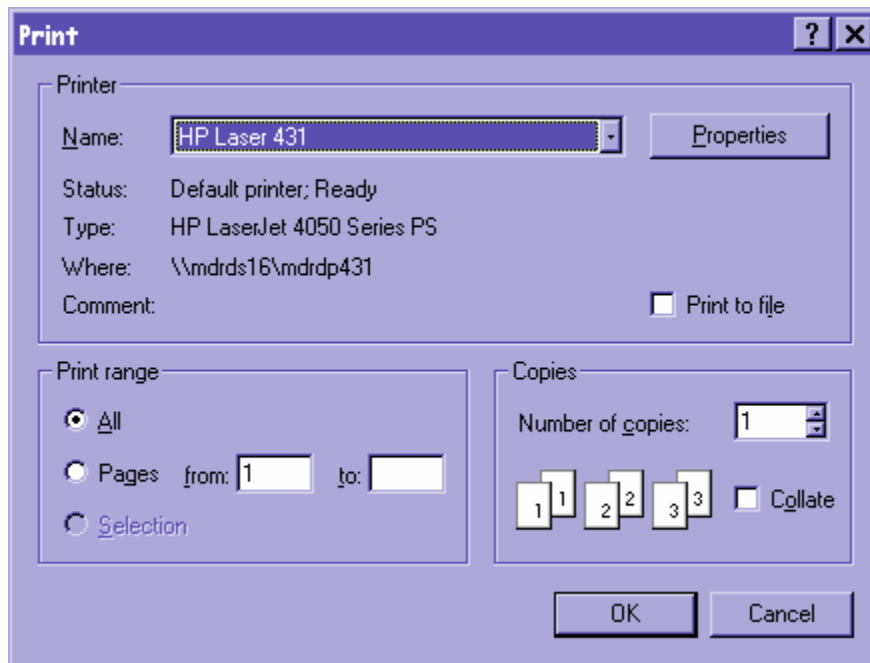 Print
Printer
Name: HP Laser 431 Properties
Status: Default printer; Ready
Type: HP LaserJet 4050 Series PS
Where: \\mdrds16\mdrdp431
Comment: Print to file
Print range
All
Pages from: 1 to:
Selection
Copies
Number of copies: 1
1 1 2 2 3 3 Collate
OK Cancel